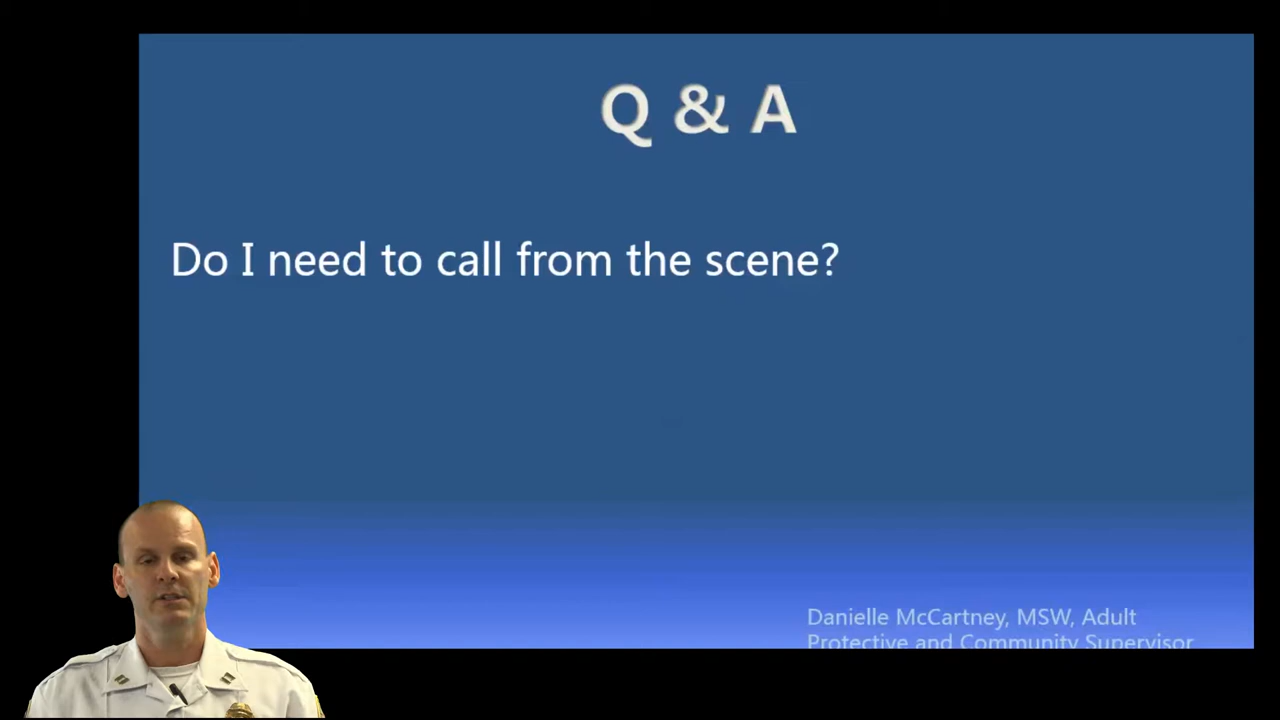 Q & A
Do I need to call from the scene?
Danielle McCartney, MSW, Adult
Protective and Community Supervisor